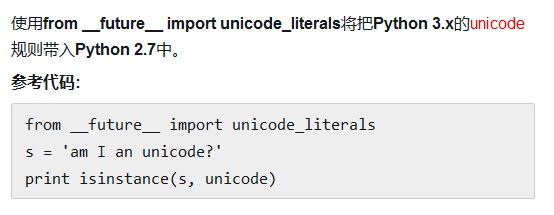 使用from __future__ import unicode_literals将把Python 3.x的unicode
规则带入Python 2.7中。
参考代码:
from __future__ import unicode_literals
s = 'am I an unicode?'
print isinstance(s, unicode)